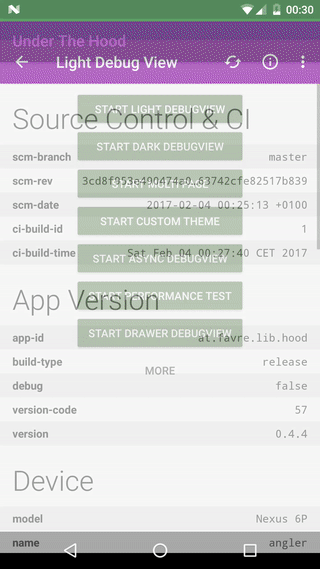 00:30
Under The Hood
Light Debug View
START LIGHT DEBUGVIEW
Source Control & CI
START DARK DEBUGVIEW
scm-branch master
START MULTI PAGE
scm-date 2017-02-04 00:25:13 +0100
START CUSTOM THEME
ci-build-id 1
ci-build-time Sat Feb 04 00:27:40 CET 2017
START ASYNC DEBUGVIEW
App Version
START PERFORMANCE TEST
START DRAWER DEBUGVIEW
app-id at.favre.lib.hood
build-type release
MORE
debug false
version-code 57
version 0.4.4
Device
model Nexus 6P
name angler